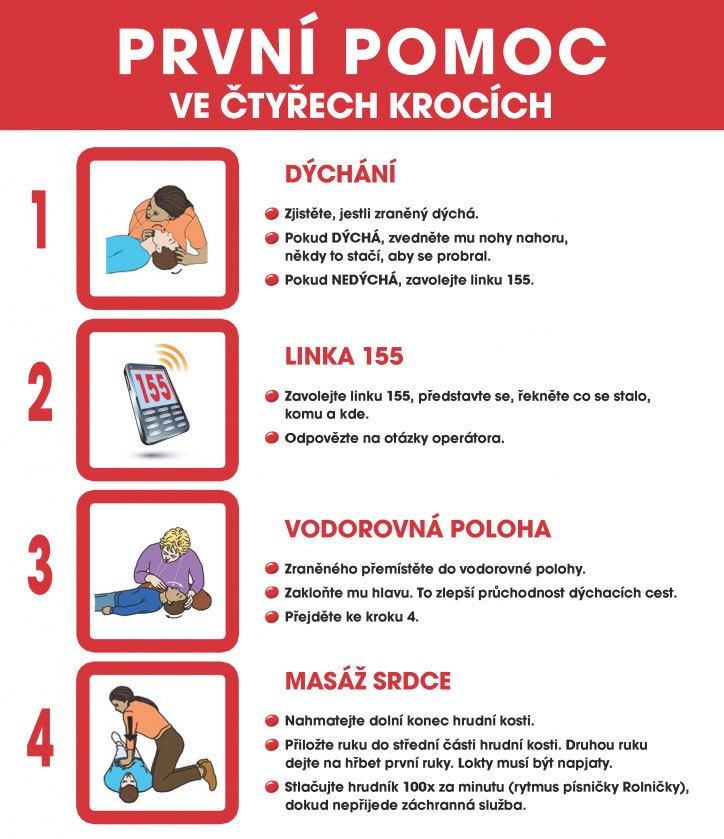 PRVNÍ POMOC
VE ČTYŘECH KROCÍCH
1
DÝCHÁNÍ
Zjistěte, jestli zraněný dýchá.
Pokud DÝCHÁ, zvedněte mu nohy nahoru,
někdy to stačí, aby se probral.
Pokud NEDÝCHÁ, zavolejte linku 155.
2
155
LINKA 155
Zavolejte linku 155, představte se, řekněte co se stalo,
komu a kde.
Odpovězte na otázky operátora.
3
VODOROVNÁ POLOHA
Zraněného přemístěte do vodorovné polohy.
Zakloňte mu hlavu. To zlepší průchodnost dýchacích cest.
Přejděte ke kroku 4.
4
MASÁŽ SRDCE
Nahmatejte dolní konec hrudní kosti.
Přiložte ruku do střední části hrudní kosti. Druhou ruku
dejte na hřbet první ruky. Lokty musí být napjaty.
Stlačujte hrudník 100x za minutu (rytmus písničky Rolničky),
dokud nepřijede záchranná služba.